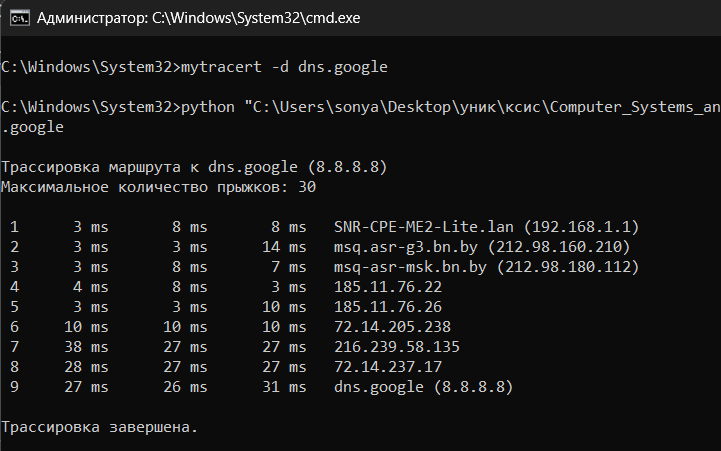 Администратор: C:\Windows\System32\cmd.exe
C:\Windows\System32>mytracert -d dns.google
C:\Windows\System32>python "C:\Users\sonya\Desktop\уник\ксис\Computer_Systems_an
.google
Трассировка маршрута к dns.google (8.8.8.8)
Максимальное количество прыжков: 30
1 3 ms 8 ms 8 ms SNR-CPE-ME2-Lite.lan (192.168.1.1)
2 3 ms 3 ms 14 ms msq.asr-g3.bn.by (212.98.160.210)
3 3 ms 8 ms 7 ms msq-asr-msk.bn.by (212.98.180.112)
4 4 ms 8 ms 3 ms 185.11.76.22
5 3 ms 3 ms 10 ms 185.11.76.26
6 10 ms 10 ms 10 ms 72.14.205.238
7 38 ms 27 ms 27 ms 216.239.58.135
8 28 ms 27 ms 27 ms 72.14.237.17
9 27 ms 26 ms 31 ms dns.google (8.8.8.8)
Трассировка завершена.